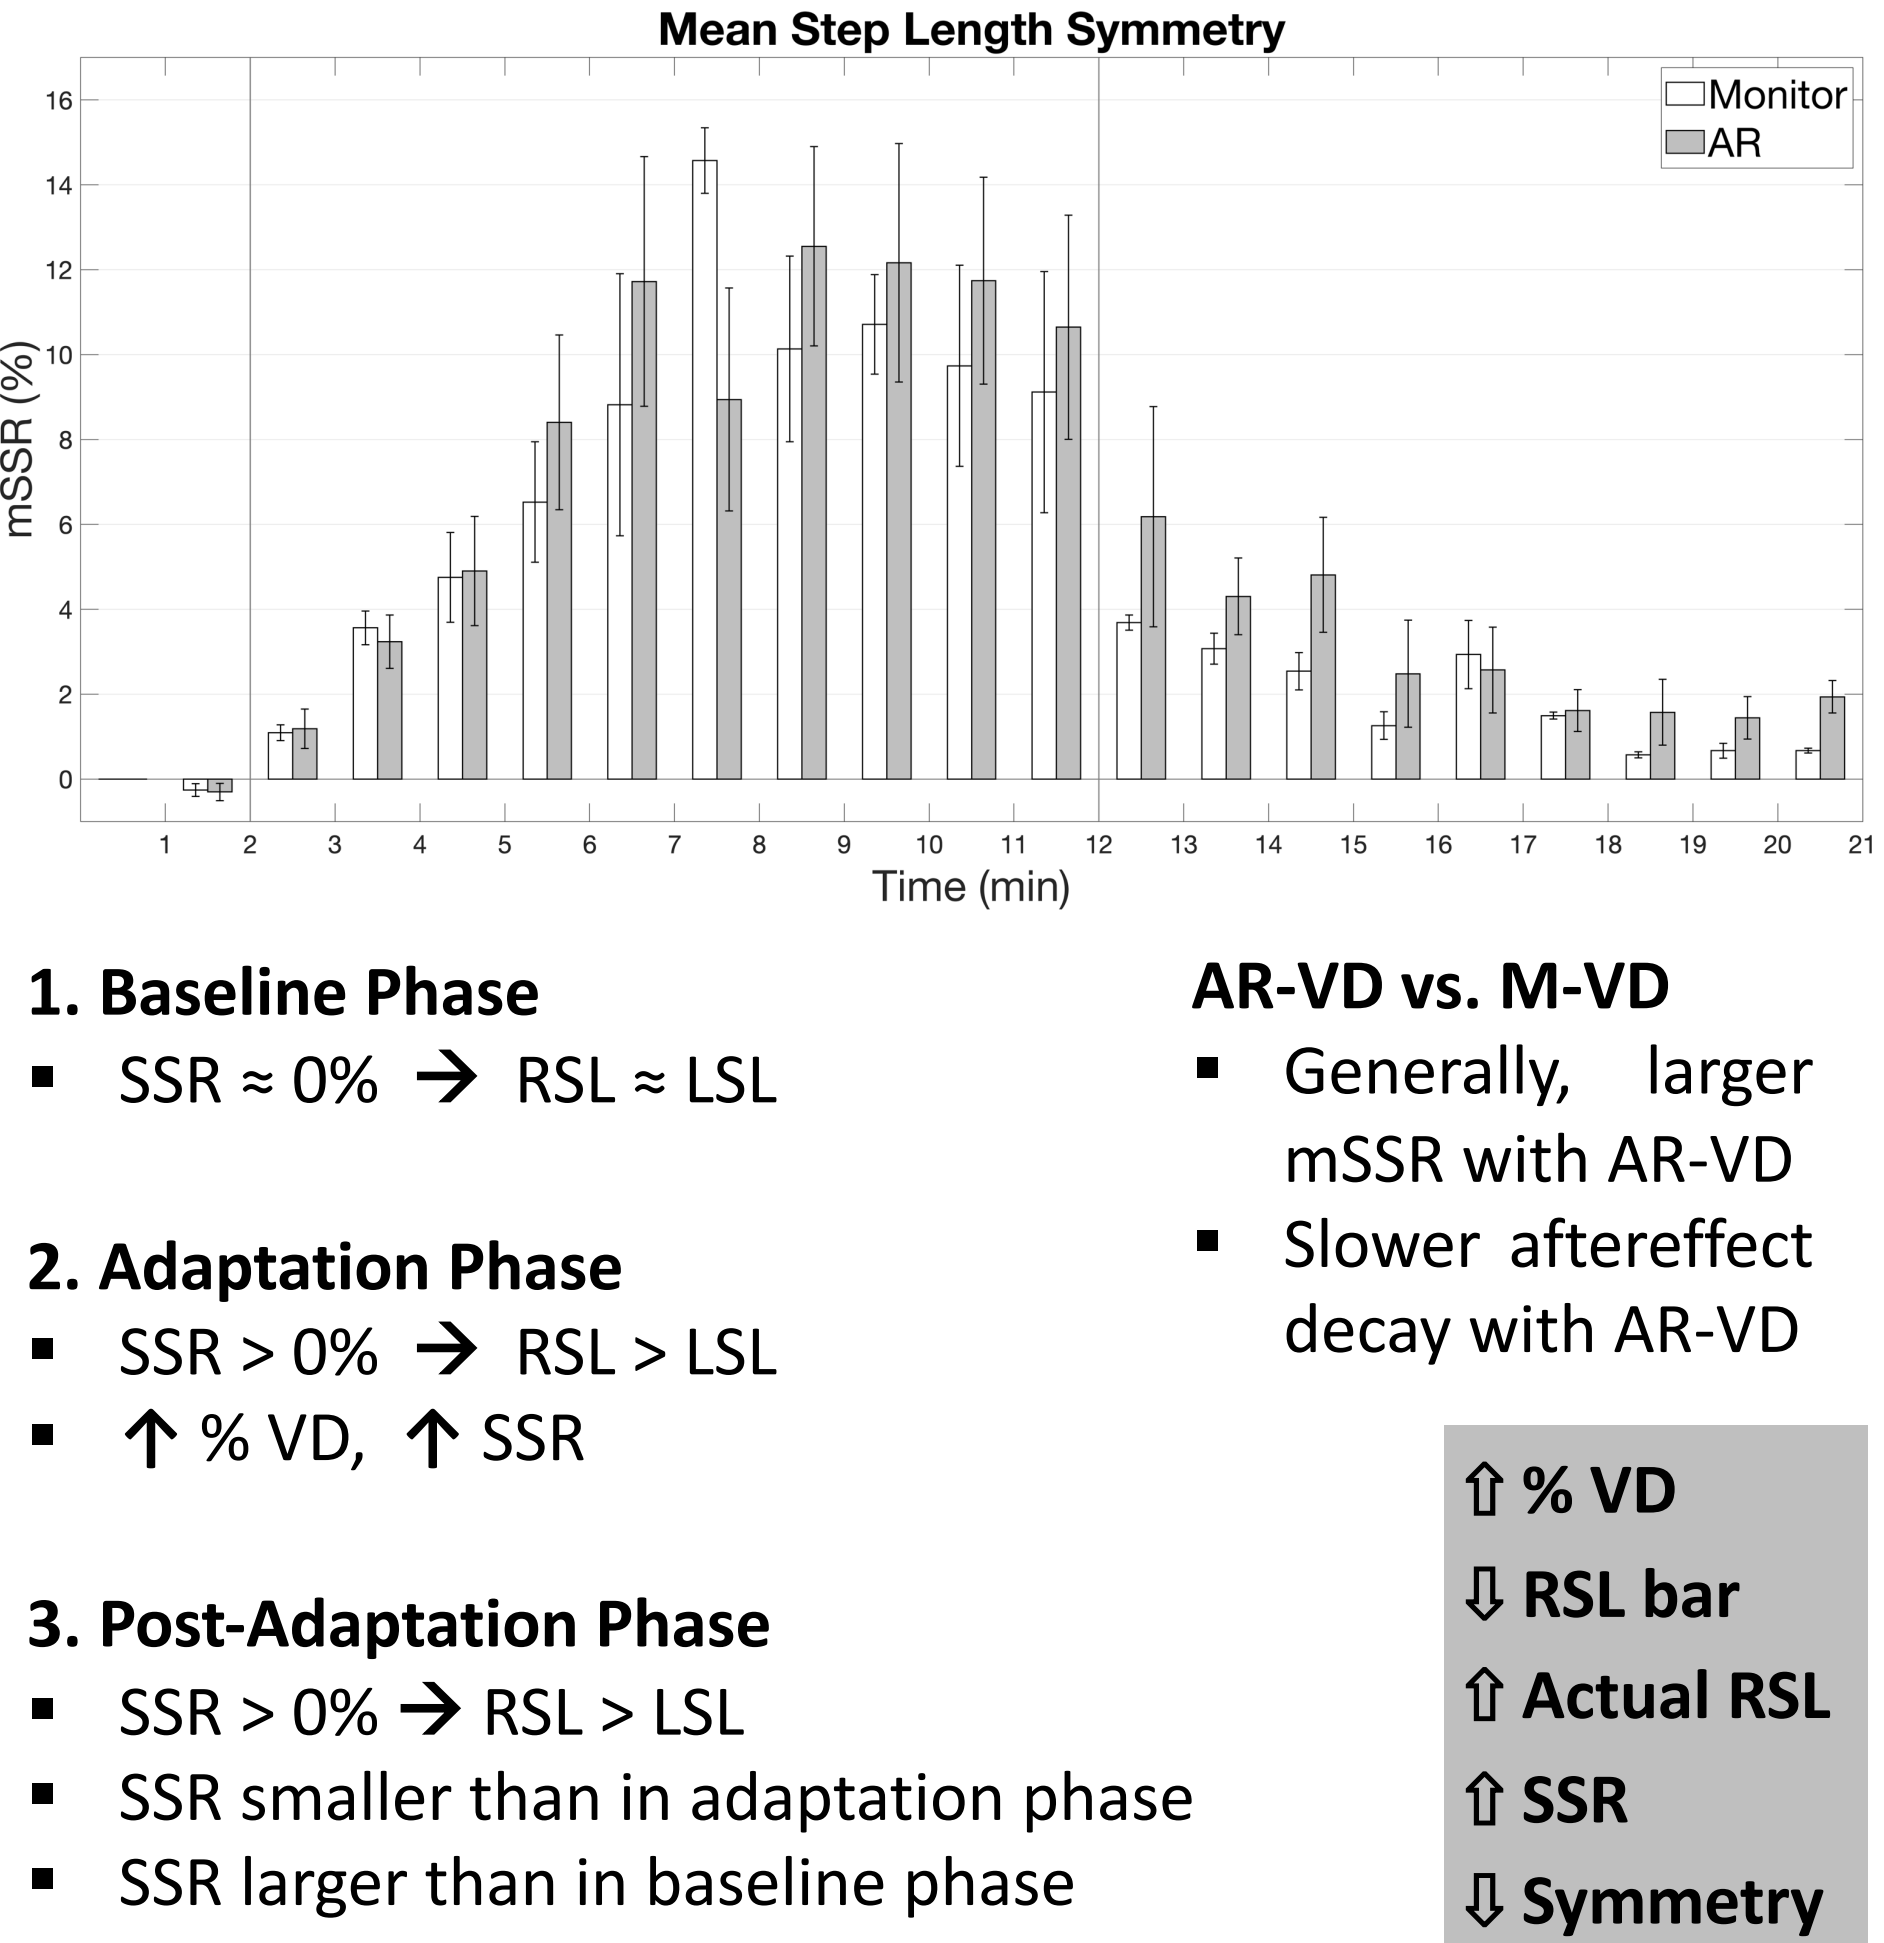 Mean Step Length Symmetry
Monitor
AR
mSSR (%)
16
14
12
10
8
6
4
2
0
1 2 3 4 5 6 7 8 9 10 11 12 13 14 15 16 17 18 19 20 21
Time (min)
1. Baseline Phase
▪ SSR ≈ 0% → RSL ≈ LSL
2. Adaptation Phase
▪ SSR > 0% → RSL > LSL
▪ ↑ % VD, ↑ SSR
3. Post-Adaptation Phase
▪ SSR > 0% → RSL > LSL
▪ SSR smaller than in adaptation phase
▪ SSR larger than in baseline phase
AR-VD vs. M-VD
▪ Generally, larger
mSSR with AR-VD
▪ Slower aftereffect
decay with AR-VD
⇧ % VD
⇩ RSL bar
⇧ Actual RSL
⇧ SSR
⇩ Symmetry